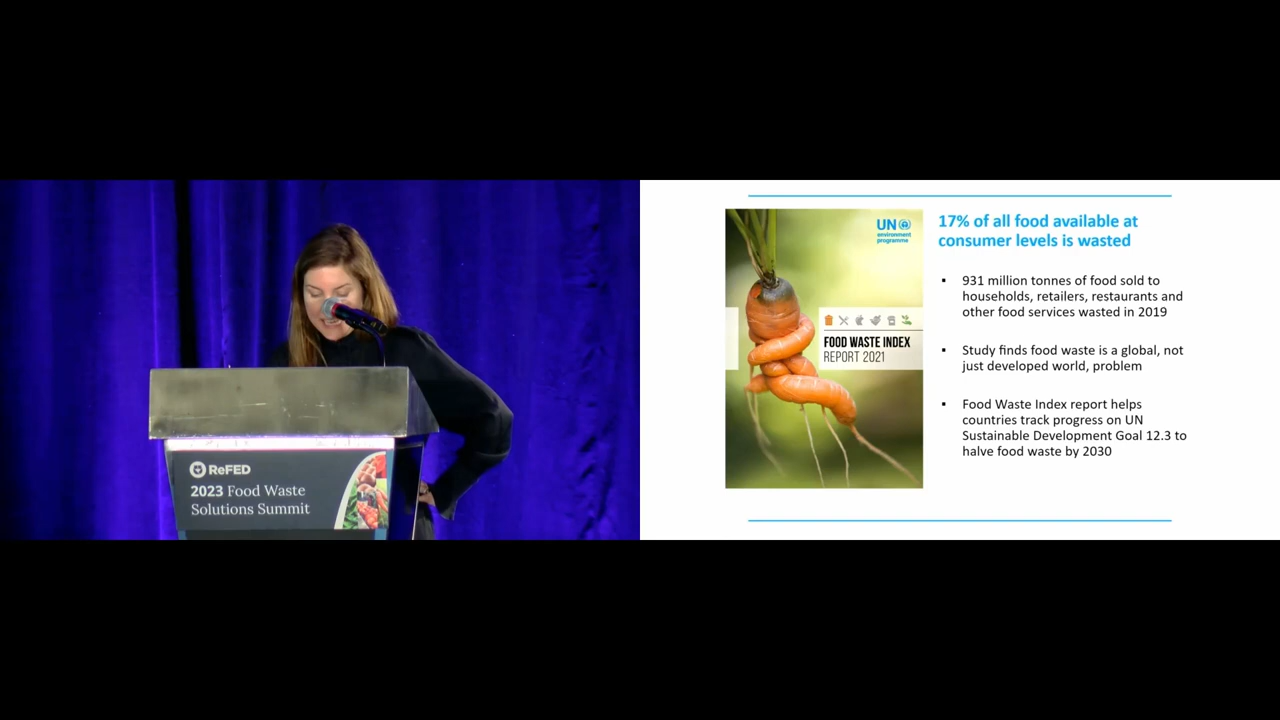 ReFED
2023 Food Waste
Solutions Summit
UN
environment
programme
FOOD WASTE INDEX
REPORT 2021
17% of all food available at
consumer levels is wasted
▪ 931 million tonnes of food sold to
households, retailers, restaurants and
other food services wasted in 2019
▪ Study finds food waste is a global, not
just developed world, problem
▪ Food Waste Index report helps
countries track progress on UN
Sustainable Development Goal 12.3 to
halve food waste by 2030